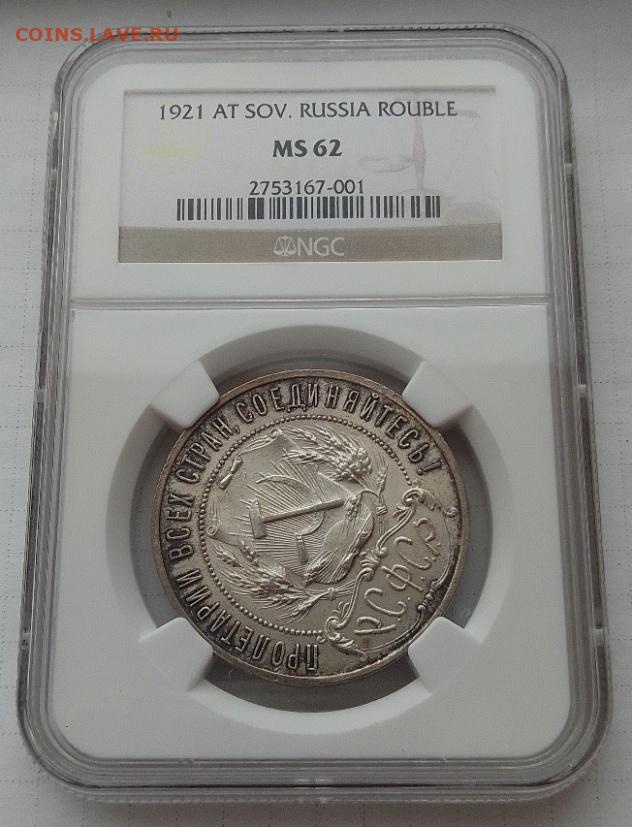 COINS.LAVE.RU
1921 AT SOV. RUSSIA ROUBLE
MS 62
2753167-001
NGC
ПРОЛЕТАРИИ ВСЕХ СТРАН, СОЕДИНЯЙТЕСЬ!
Р.С.Ф.С.Р.